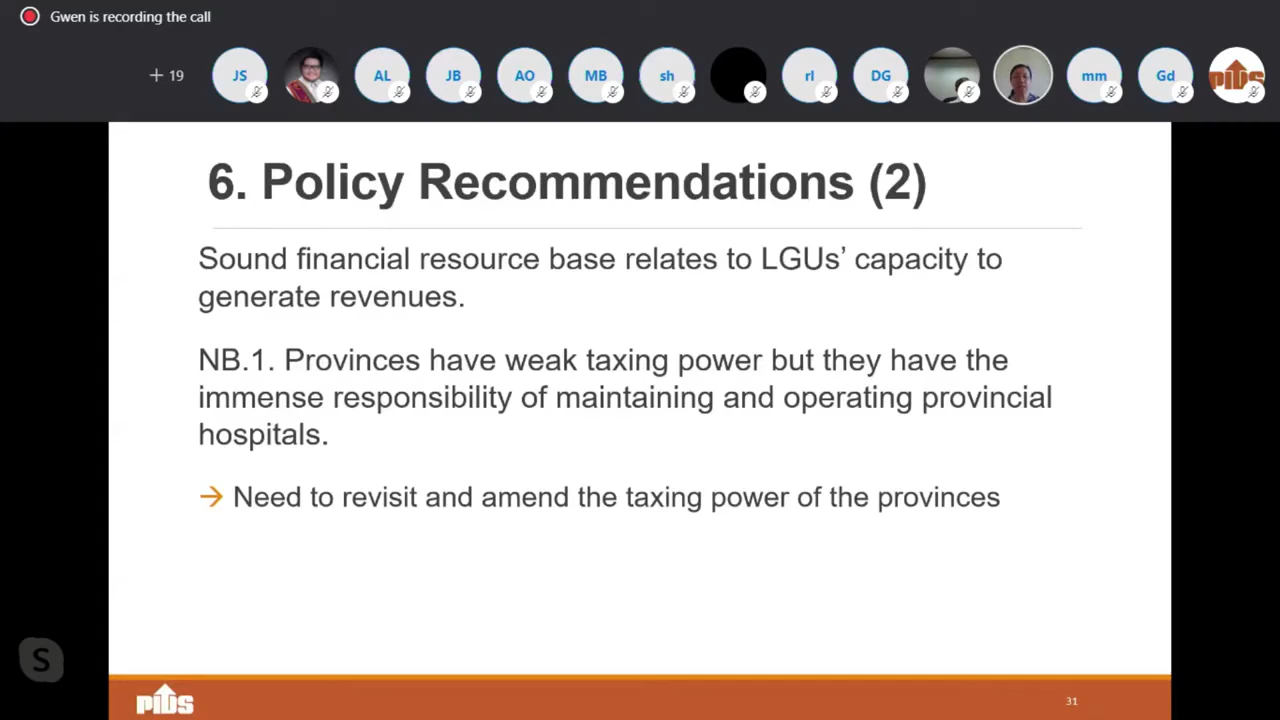 Gwen is recording the call
+ 19
JS
AL
JB
AO
MB
sh
rl
DG
mm
Gd
PIDS
6. Policy Recommendations (2)
Sound financial resource base relates to LGUs’ capacity to
generate revenues.
NB.1. Provinces have weak taxing power but they have the
immense responsibility of maintaining and operating provincial
hospitals.
→ Need to revisit and amend the taxing power of the provinces
S
PIDS
31